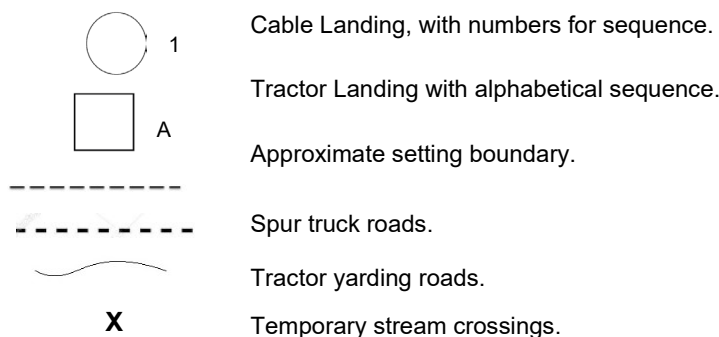 Cable Landing, with numbers for sequence.
1
Tractor Landing with alphabetical sequence.
A
Approximate setting boundary.
Spur truck roads.
Tractor yarding roads.
X
Temporary stream crossings.